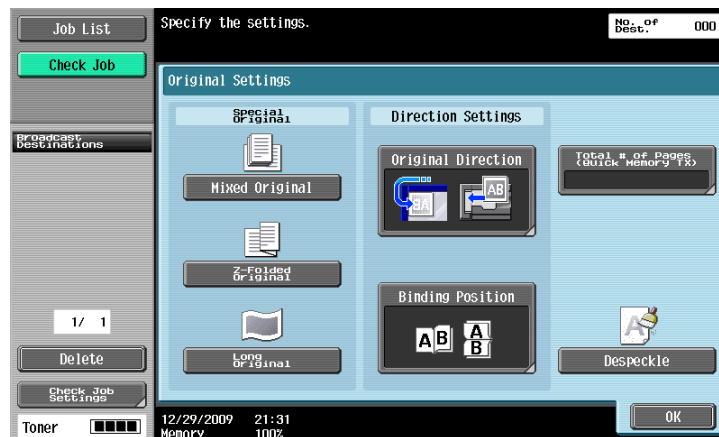 Job List
Specify the settings.
No. of
Dest.
000
Check Job
Original Settings
Special
Original
Direction Settings
Broadcast
Destinations
Original Direction
Total # of Pages
(Quick Memory TX)
AB
AB
Mixed Original
Z-Folded
Original
Binding Position
1/ 1
A B
A
B
A
Delete
Long
Original
Despeckle
Check Job
Settings
OK
Toner
12/29/2009 21:31
Memory 100%